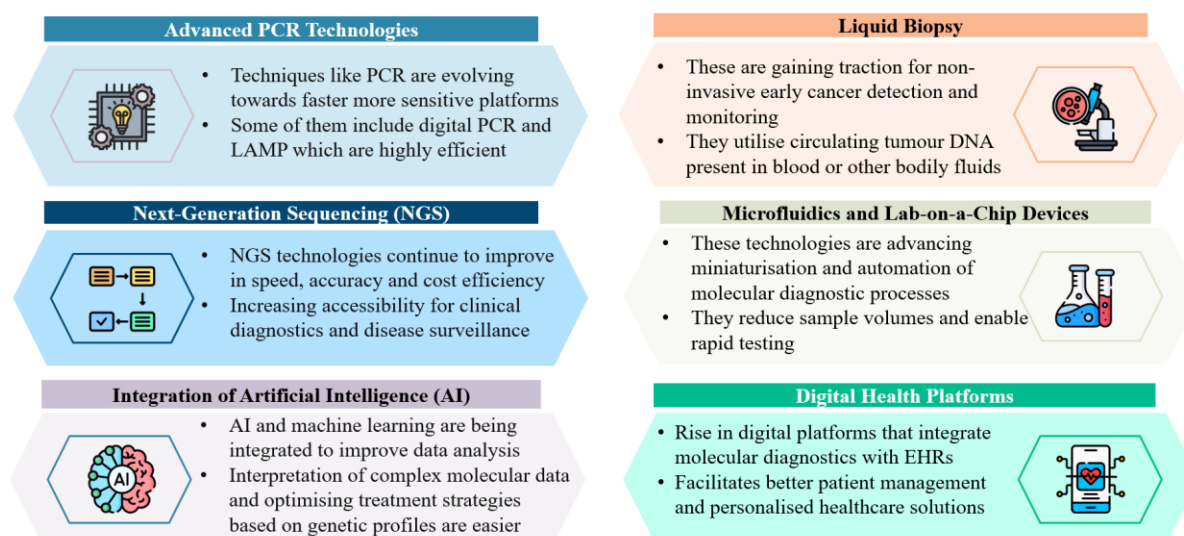 Advanced PCR Technologies
• Techniques like PCR are evolving
towards faster more sensitive platforms
• Some of them include digital PCR and
LAMP which are highly efficient
Liquid Biopsy
• These are gaining traction for non-
invasive early cancer detection and
monitoring
• They utilise circulating tumour DNA
present in blood or other bodily fluids
Next-Generation Sequencing (NGS)
• NGS technologies continue to improve
in speed, accuracy and cost efficiency
• Increasing accessibility for clinical
diagnostics and disease surveillance
Microfluidics and Lab-on-a-Chip Devices
• These technologies are advancing
miniaturisation and automation of
molecular diagnostic processes
• They reduce sample volumes and enable
rapid testing
Integration of Artificial Intelligence (AI)
AI
• AI and machine learning are being
integrated to improve data analysis
• Interpretation of complex molecular data
and optimising treatment strategies
based on genetic profiles are easier
Digital Health Platforms
• Rise in digital platforms that integrate
molecular diagnostics with EHRs
• Facilitates better patient management
and personalised healthcare solutions